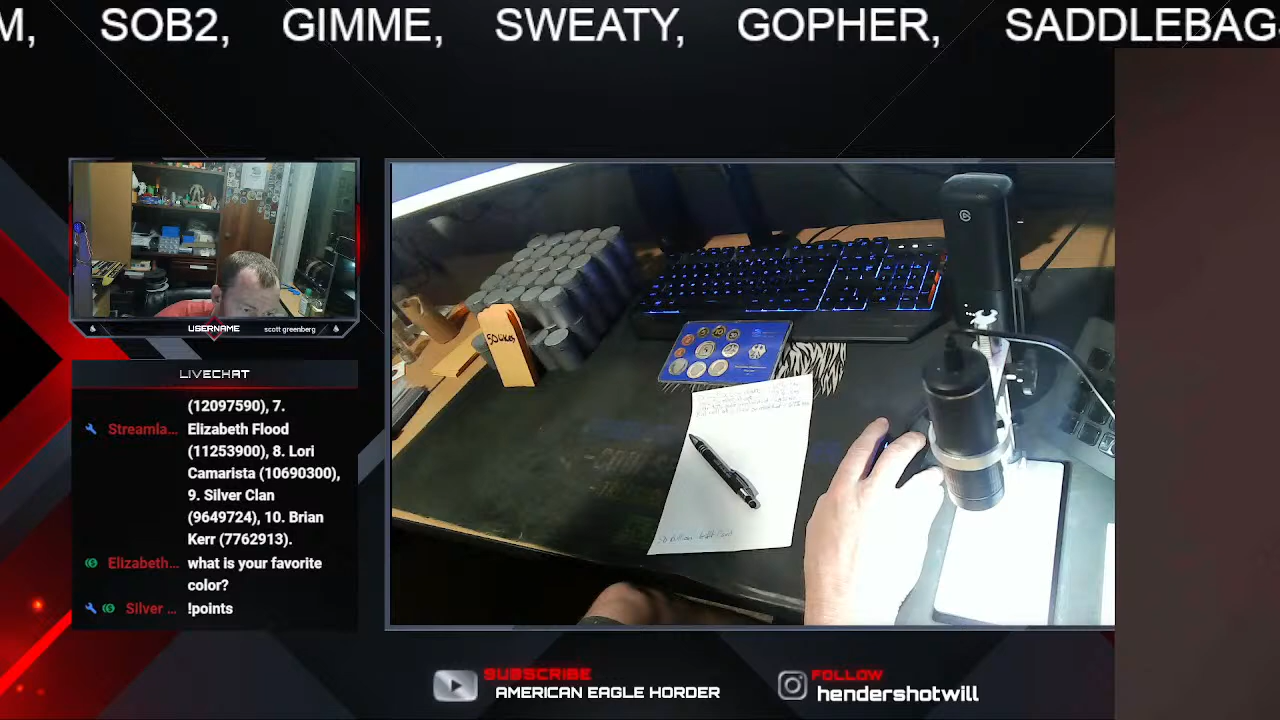 M, SOB2, GIMME, SWEATY, GOPHER, SADDLEBAG
USERNAME
scott greenberg
LIVECHAT
(12097590), 7.
Streamla... Elizabeth Flood
(11253900), 8. Lori
Camarista (10690300),
9. Silver Clan
(9649724), 10. Brian
Kerr (7762913).
Elizabeth... what is your favorite
color?
Silver ... !points
SUBSCRIBE
AMERICAN EAGLE HORDER
FOLLOW
hendershotwill